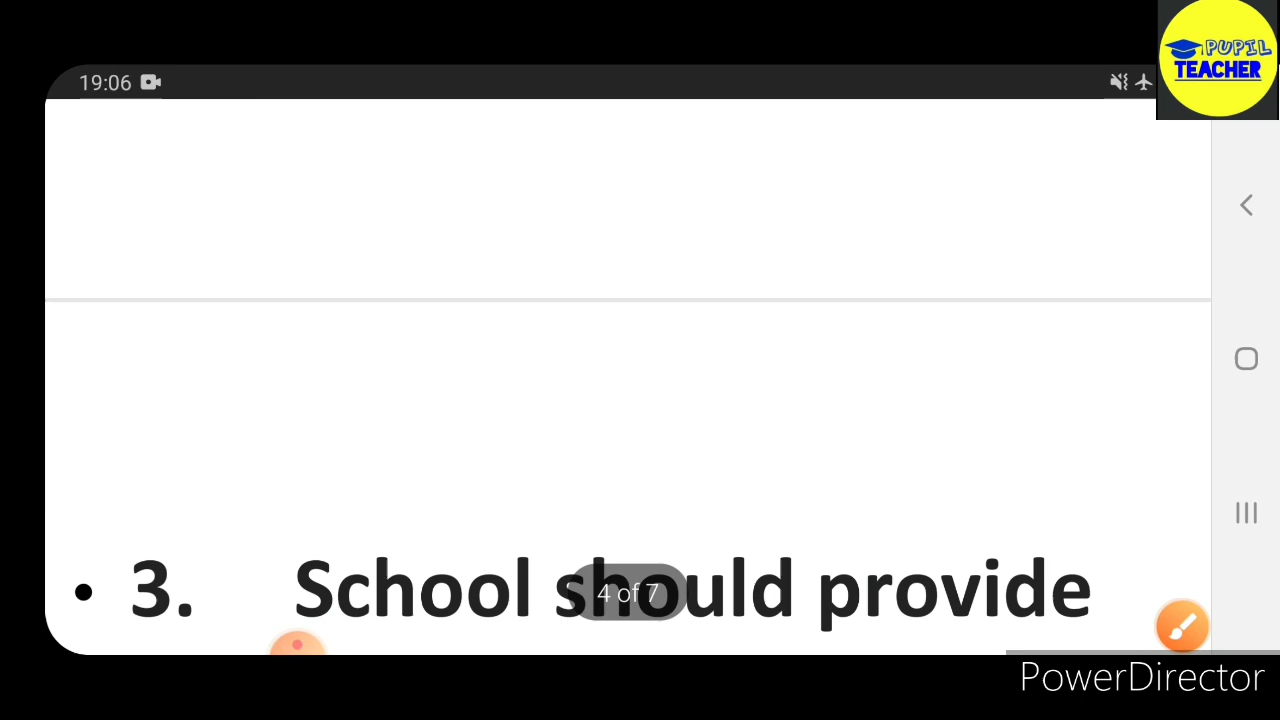 PUPIL
TEACHER
19:06
• 3. School should provide
4 of 7
PowerDirector